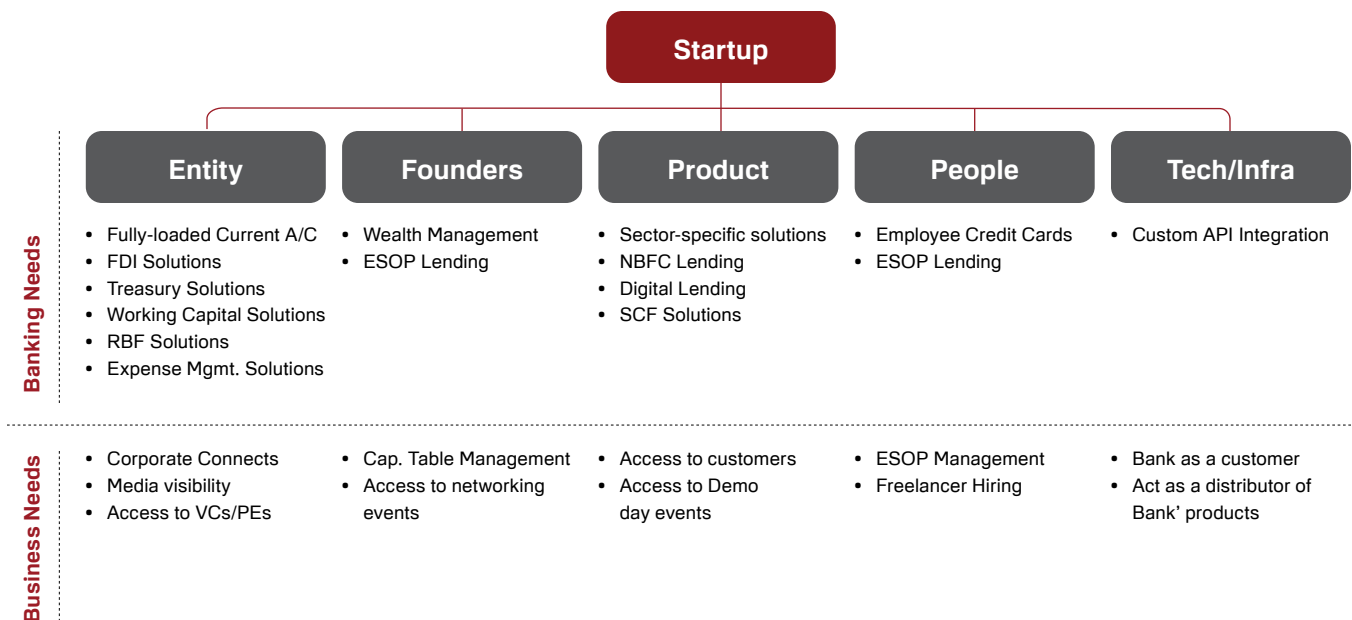 Startup
Entity
Founders
Product
People
Tech/Infra
Banking Needs
• Fully-loaded Current A/C
• FDI Solutions
• Treasury Solutions
• Working Capital Solutions
• RBF Solutions
• Expense Mgmt. Solutions
• Wealth Management
• ESOP Lending
• Sector-specific solutions
• NBFC Lending
• Digital Lending
• SCF Solutions
• Employee Credit Cards
• ESOP Lending
• Custom API Integration
Business Needs
• Corporate Connects
• Media visibility
• Access to VCs/PEs
• Cap. Table Management
• Access to networking
events
• Access to customers
• Access to Demo
day events
• ESOP Management
• Freelancer Hiring
• Bank as a customer
• Act as a distributor of
Bank’ products